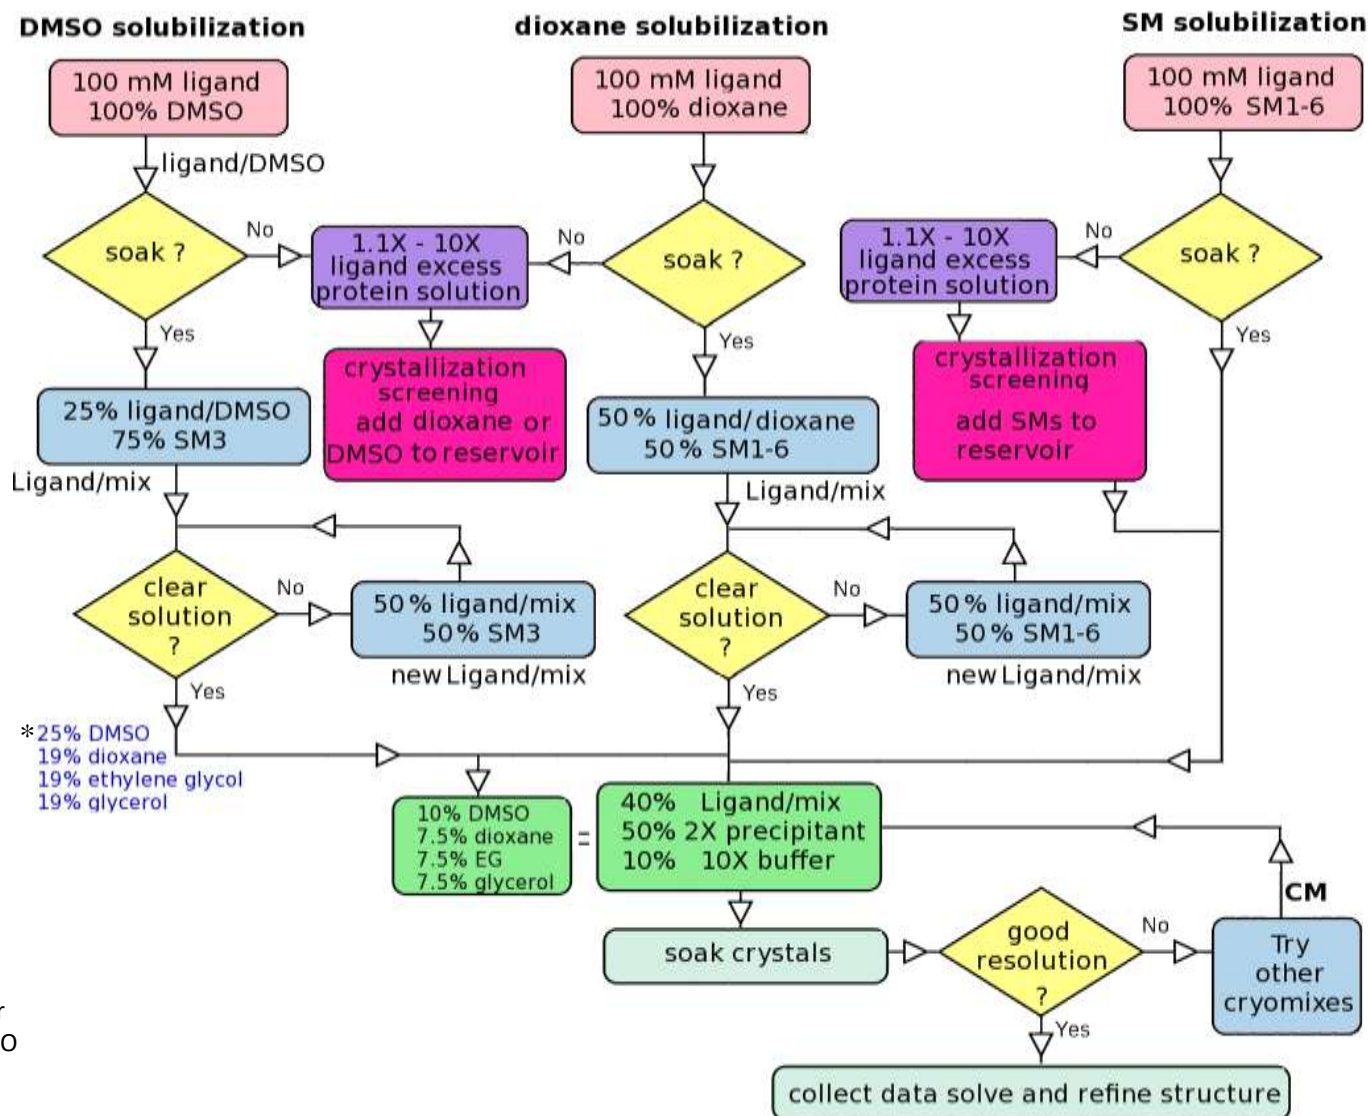 DMSO solubilization
100 mM ligand
100% DMSO
ligand/DMSO
soak ?
No
Yes
25% ligand/DMSO
75% SM3
Ligand/mix
clear
solution
?
No
50% ligand/mix
50% SM3
new Ligand/mix
Yes
*25% DMSO
19% dioxane
19% ethylene glycol
19% glycerol
1.1X - 10X
ligand excess
protein solution
crystallization
screening
add dioxane or
DMSO to reservoir
dioxane solubilization
100 mM ligand
100% dioxane
soak ?
No
Yes
50% ligand/dioxane
50% SM1-6
Ligand/mix
clear
solution
?
No
50% ligand/mix
50% SM1-6
new Ligand/mix
Yes
SM solubilization
100 mM ligand
100% SM1-6
soak ?
No
Yes
1.1X - 10X
ligand excess
protein solution
crystallization
screening
add SMs to
reservoir
10% DMSO
7.5% dioxane
7.5% EG
7.5% glycerol
=
40% Ligand/mix
50% 2X precipitant
10% 10X buffer
soak crystals
good
resolution
?
No
CM
Try
other
cryomixes
Yes
collect data solve and refine structure
r
O